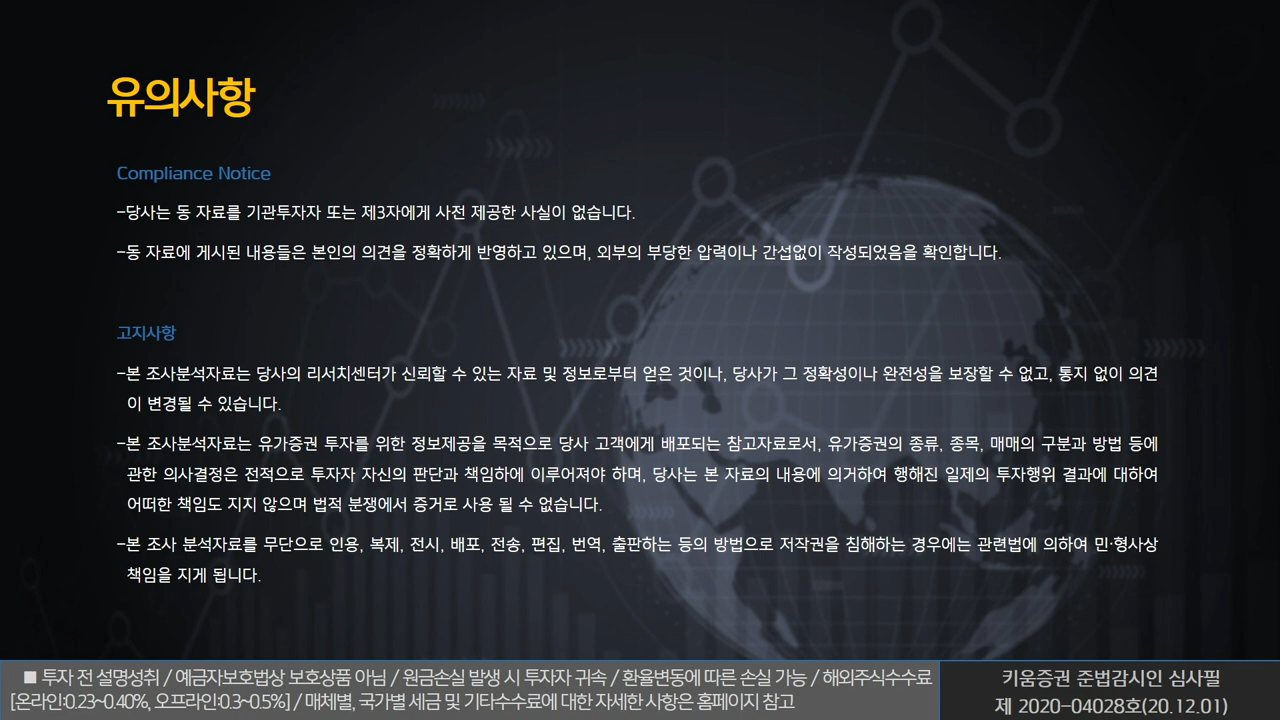 유의사항
Compliance Notice
-당사는 동 자료를 기관투자자 또는 제3자에게 사전 제공한 사실이 없습니다.
-동 자료에 게시된 내용들은 본인의 의견을 정확하게 반영하고 있으며, 외부의 부당한 압력이나 간섭없이 작성되었음을 확인합니다.
고지사항
-본 조사분석자료는 당사의 리서치센터가 신뢰할 수 있는 자료 및 정보로부터 얻은 것이나, 당사가 그 정확성이나 완전성을 보장할 수 없고, 통지 없이 의견
이 변경될 수 있습니다.
-본 조사분석자료는 유가증권 투자를 위한 정보제공을 목적으로 당사 고객에게 배포되는 참고자료로서, 유가증권의 종류, 종목, 매매의 구분과 방법 등에
관한 의사결정은 전적으로 투자자 자신의 판단과 책임하에 이루어져야 하며, 당사는 본 자료의 내용에 의거하여 행해진 일제의 투자행위 결과에 대하여
어떠한 책임도 지지 않으며 법적 분쟁에서 증거로 사용 될 수 없습니다.
-본 조사 분석자료를 무단으로 인용, 복제, 전시, 배포, 전송, 편집, 번역, 출판하는 등의 방법으로 저작권을 침해하는 경우에는 관련법에 의하여 민·형사상
책임을 지게 됩니다.
■ 투자 전 설명성취 / 예금자보호법상 보호상품 아님 / 원금손실 발생 시 투자자 귀속 / 환율변동에 따른 손실 가능 / 해외주식수수료
[온라인:0.23~0.40%, 오프라인:0.3~0.5%] / 매체별, 국가별 세금 및 기타수수료에 대한 자세한 사항은 홈페이지 참고
키움증권 준법감시인 심사필
제 2020-04028호(20.12.01)